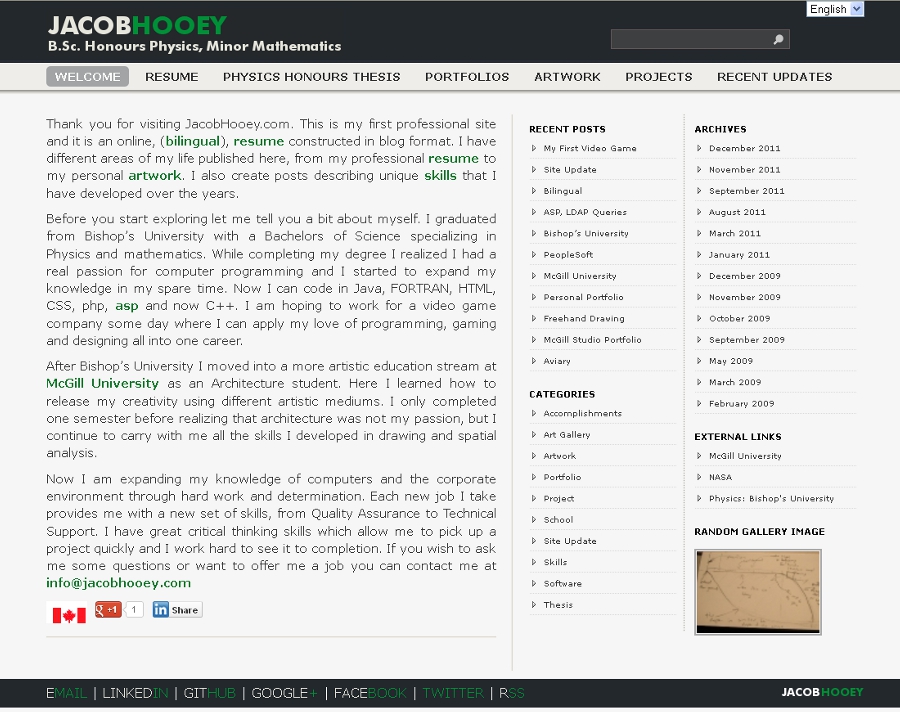 English
JACOBHOOEY
B.Sc. Honours Physics, Minor Mathematics
WELCOME
RESUME
PHYSICS HONOURS THESIS
PORTFOLIOS
ARTWORK
PROJECTS
RECENT UPDATES
Thank you for visiting JacobHooey.com. This is my first professional site
and it is an online, (bilingual), resume constructed in blog format. I have
different areas of my life published here, from my professional resume to
my personal artwork. I also create posts describing unique skills that I
have developed over the years.
Before you start exploring let me tell you a bit about myself. I graduated
from Bishop's University with a Bachelors of Science specializing in
Physics and mathematics. While completing my degree I realized I had a
real passion for computer programming and I started to expand my
knowledge in my spare time. Now I can code in Java, FORTRAN, HTML,
CSS, php, asp and now C++. I am hoping to work for a video game
company some day where I can apply my love of programming, gaming
and designing all into one career.
After Bishop's University I moved into a more artistic education stream at
McGill University as an Architecture student. Here I learned how to
release my creativity using different artistic mediums. I only completed
one semester before realizing that architecture was not my passion, but I
continue to carry with me all the skills I developed in drawing and spatial
analysis.
Now I am expanding my knowledge of computers and the corporate
environment through hard work and determination. Each new job I take
provides me with a new set of skills, from Quality Assurance to Technical
Support. I have great critical thinking skills which allow me to pick up a
project quickly and I work hard to see it to completion. If you wish to ask
me some questions or want to offer me a job you can contact me at
info@jacobhooey.com
g +1
1
in Share
RECENT POSTS
My First Video Game
Site Update
Bilingual
ASP, LDAP Queries
Bishop's University
PeopleSoft
McGill University
Personal Portfolio
Freehand Drawing
McGill Studio Portfolio
Aviary
CATEGORIES
Accomplishments
Art Gallery
Artwork
Portfolio
Project
School
Site Update
Skills
Software
Thesis
ARCHIVES
December 2011
November 2011
September 2011
August 2011
March 2011
January 2011
December 2009
November 2009
October 2009
September 2009
May 2009
March 2009
February 2009
EXTERNAL LINKS
McGill University
NASA
Physics: Bishop's University
RANDOM GALLERY IMAGE
EMAIL | LINKEDIN | GITHUB | GOOGLE+ | FACEBOOK | TWITTER | RSS
JACOBHOOEY